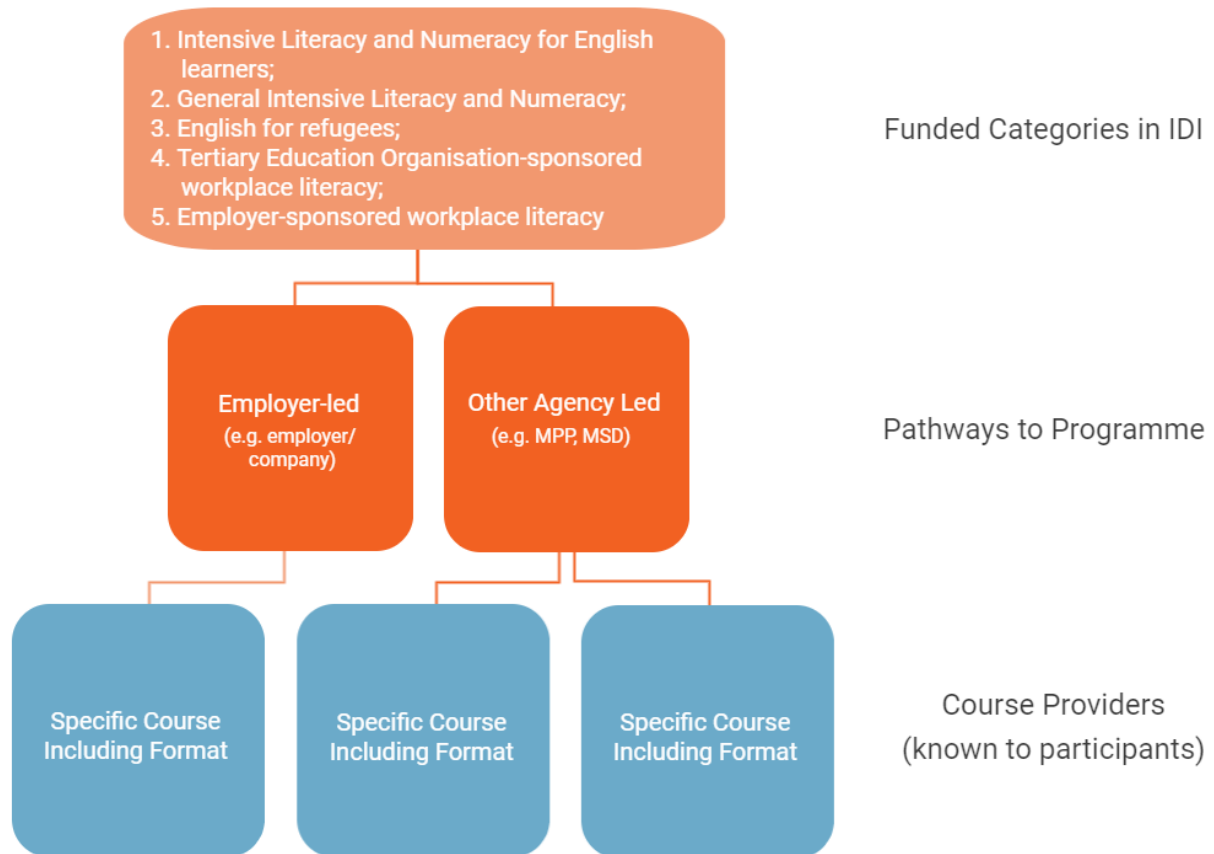 1. Intensive Literacy and Numeracy for English
learners;
2. General Intensive Literacy and Numeracy;
3. English for refugees;
4. Tertiary Education Organisation-sponsored
workplace literacy;
5. Employer-sponsored workplace literacy
Funded Categories in IDI
Employer-led
(e.g. employer/
company)
Other Agency Led
(e.g. MPP, MSD)
Pathways to Programme
Specific Course
Including Format
Specific Course
Including Format
Specific Course
Including Format
Course Providers
(known to participants)